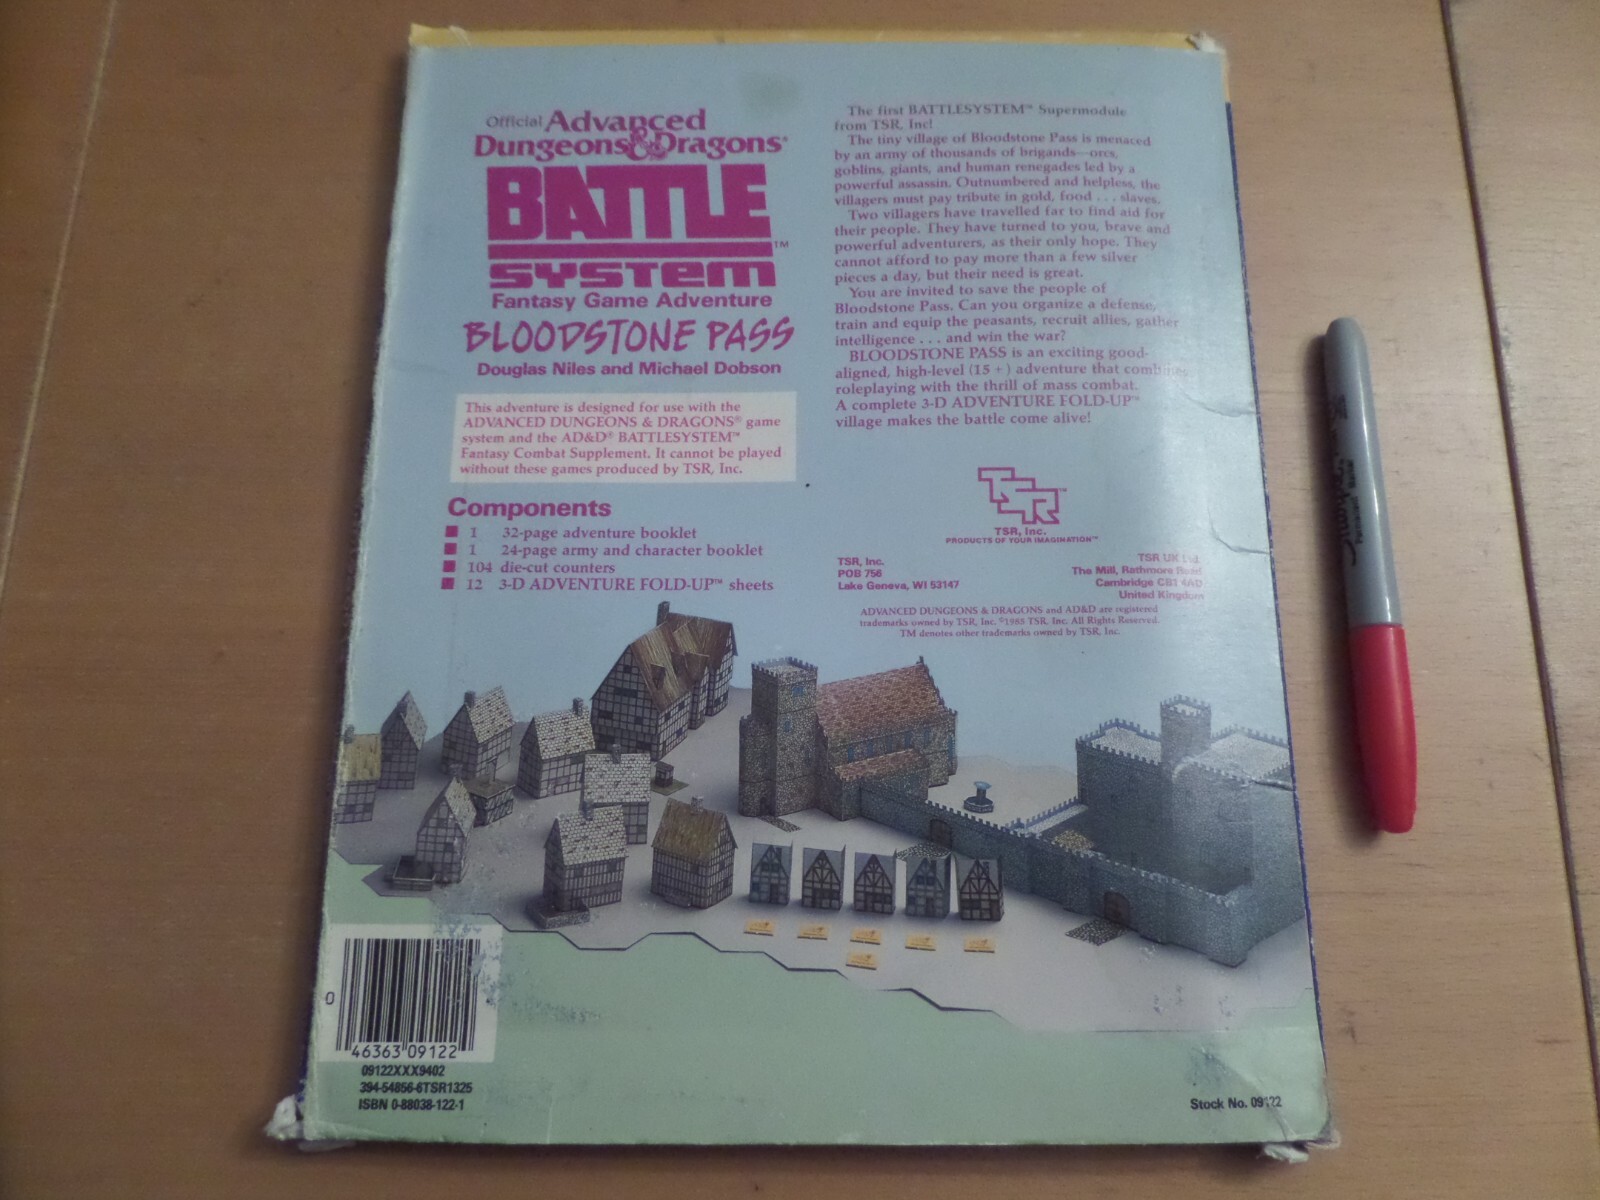 Official Advanced
Dungeons & Dragons®
BATTLE
SYSTEM™
Fantasy Game Adventure
BLOODSTONE PASS
Douglas Niles and Michael Dobson
This adventure is designed for use with the
ADVANCED DUNGEONS & DRAGONS® game
system and the AD&D® BATTLESYSTEM™
Fantasy Combat Supplement. It cannot be played
without these games produced by TSR, Inc.
Components
1 32-page adventure booklet
1 24-page army and character booklet
104 die-cut counters
12 3-D ADVENTURE FOLD-UP™ sheets
The first BATTLESYSTEM™ Supermodule
from TSR, Inc!
The tiny village of Bloodstone Pass is menaced
by an army of thousands of brigands—orcs,
goblins, giants, and human renegades led by a
powerful assassin. Outnumbered and helpless, the
villagers must pay tribute in gold, food . . . slaves.
Two villagers have travelled far to find aid for
their people. They have turned to you, brave and
powerful adventurers, as their only hope. They
cannot afford to pay more than a few silver
pieces a day, but their need is great.
You are invited to save the people of
Bloodstone Pass. Can you organize a defense,
train and equip the peasants, recruit allies, gather
intelligence . . . and win the war?
BLOODSTONE PASS is an exciting good-
aligned, high-level (15 + ) adventure that combines
roleplaying with the thrill of mass combat.
A complete 3-D ADVENTURE FOLD-UP™
village makes the battle come alive!
TSR™
TSR, Inc.
PRODUCTS OF YOUR IMAGINATION™
TSR, Inc.
POB 756
Lake Geneva, WI 53147
TSR UK Ltd.
The Mill, Rathmore Road
Cambridge CB1 4AD
United Kingdom
ADVANCED DUNGEONS & DRAGONS and AD&D are registered
trademarks owned by TSR, Inc. ©1985 TSR, Inc. All Rights Reserved.
TM denotes other trademarks owned by TSR, Inc.
0 46363 09122
09122XXX9402
394-54856-6TSR1325
ISBN 0-88038-122-1
Stock No. 09122
Sharpie